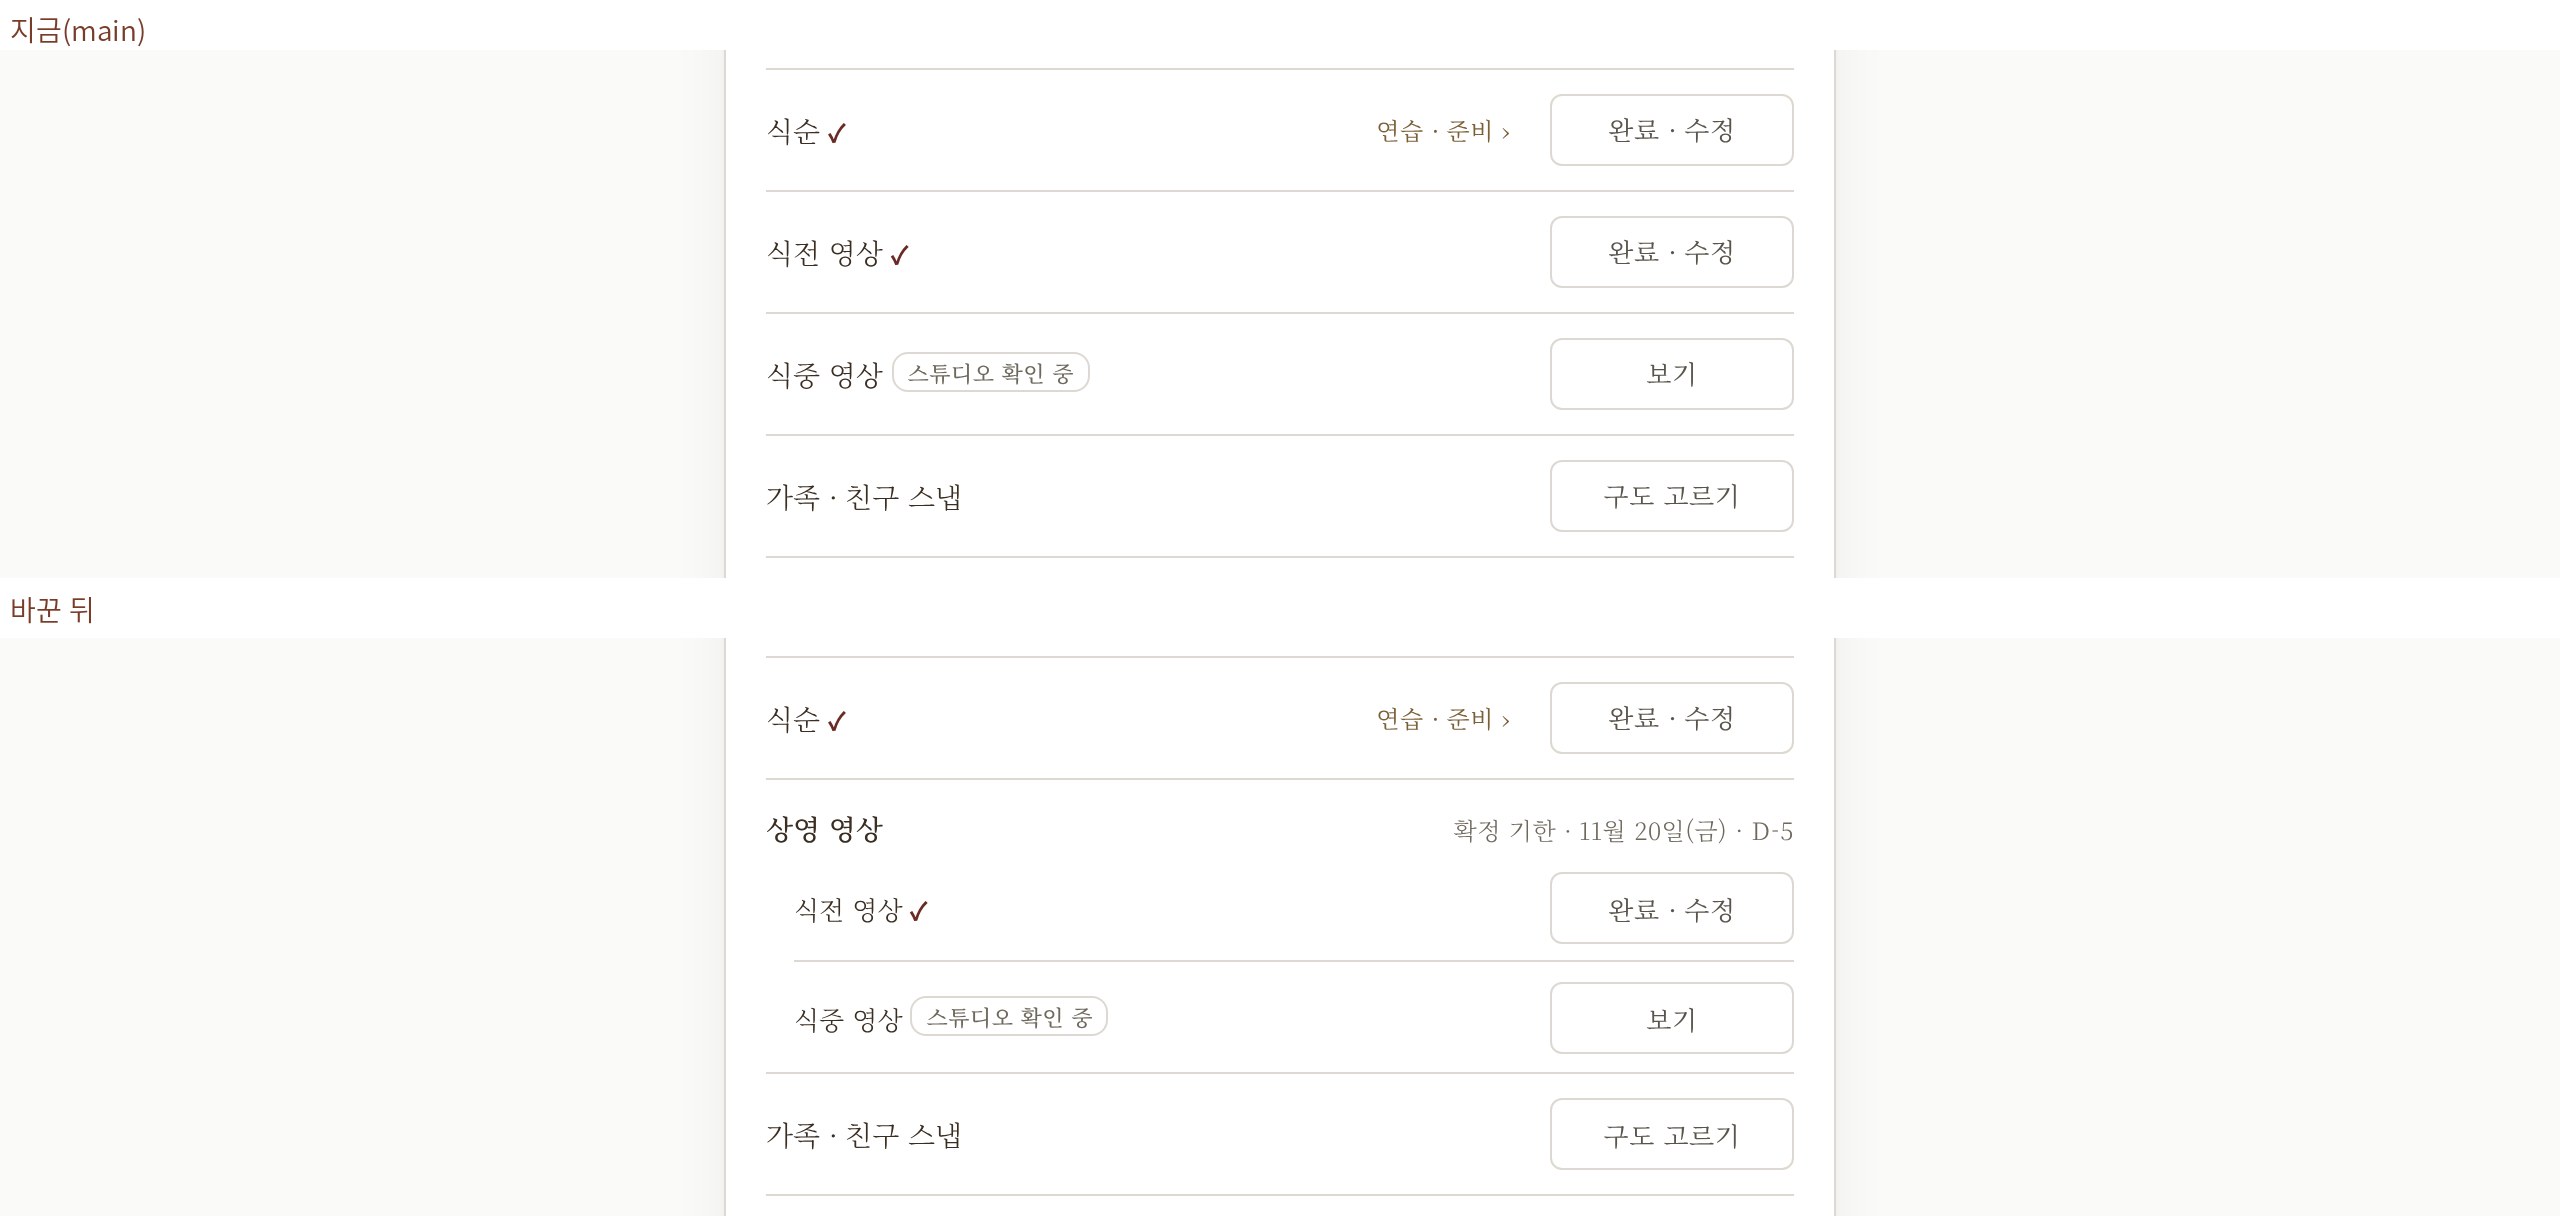 지금(main)
식순 ✓ 연습 · 준비 › 완료 · 수정
식전 영상 ✓ 완료 · 수정
식중 영상 스튜디오 확인 중 보기
가족 · 친구 스냅 구도 고르기
바꾼 뒤
식순 ✓ 연습 · 준비 › 완료 · 수정
상영 영상 확정 기한 · 11월 20일(금) · D-5
식전 영상 ✓ 완료 · 수정
식중 영상 스튜디오 확인 중 보기
가족 · 친구 스냅 구도 고르기